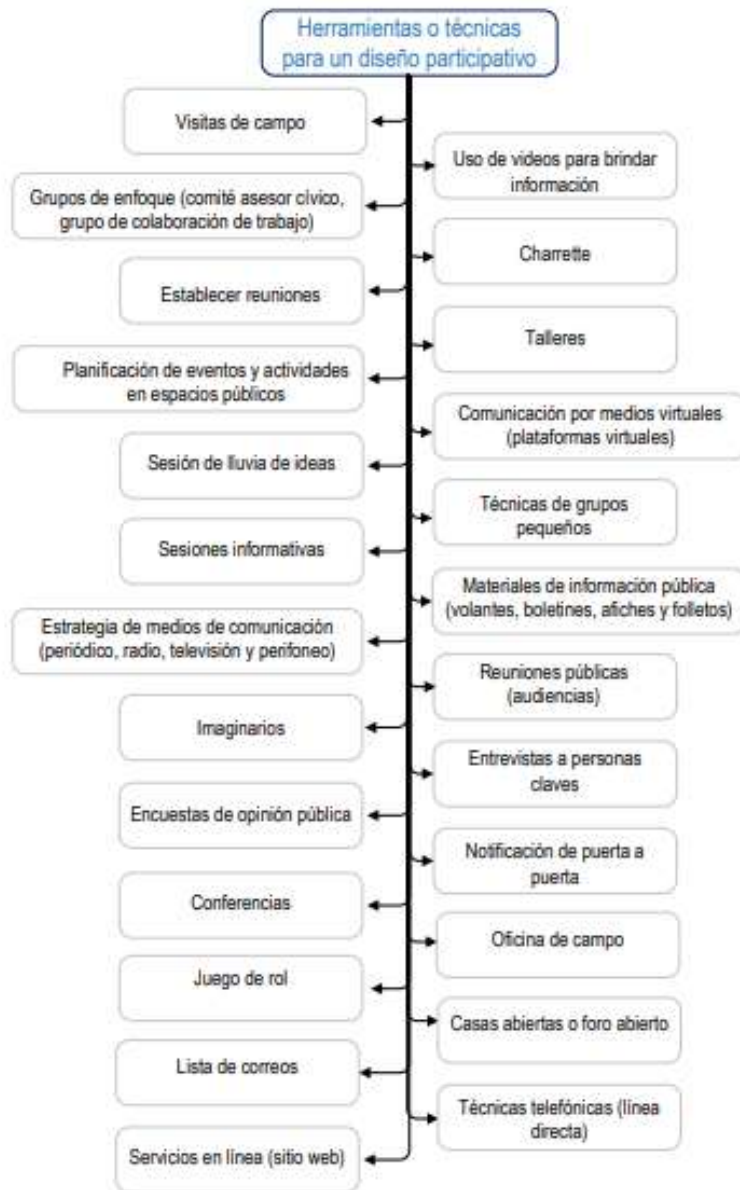 Herramientas o técnicas
para un diseño participativo
Visitas de campo
Uso de videos para brindar
información
Grupos de enfoque (comité asesor cívico,
grupo de colaboración de trabajo)
Charrette
Establecer reuniones
Talleres
Planificación de eventos y actividades
en espacios públicos
Comunicación por medios virtuales
(plataformas virtuales)
Sesión de lluvia de ideas
Técnicas de grupos
pequeños
Sesiones informativas
Materiales de información pública
(volantes, boletines, afiches y folletos)
Estrategia de medios de comunicación
(periódico, radio, televisión y perifoneo)
Reuniones públicas
(audiencias)
Imaginarios
Entrevistas a personas
claves
Encuestas de opinión pública
Notificación de puerta a
puerta
Conferencias
Oficina de campo
Juego de rol
Casas abiertas o foro abierto
Lista de correos
Técnicas telefónicas (línea
directa)
Servicios en línea (sitio web)